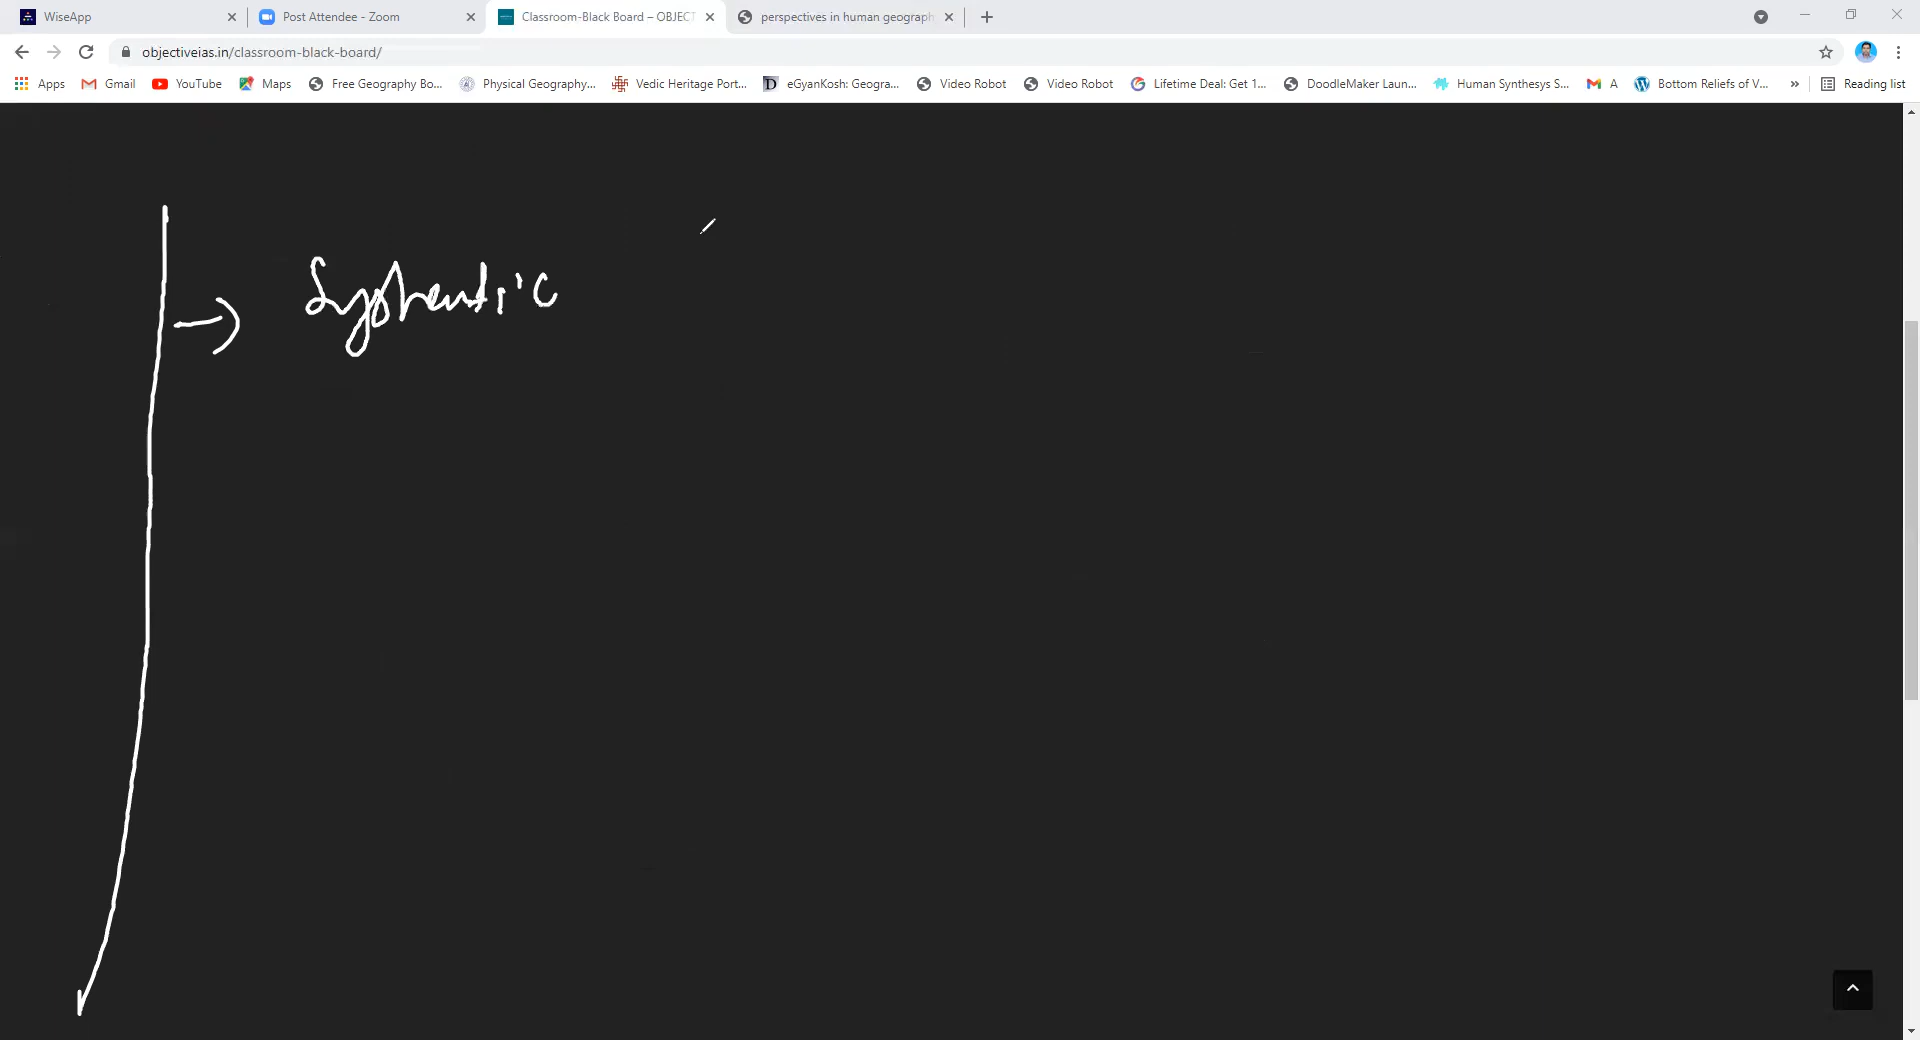 WiseApp
Post Attendee - Zoom
Classroom-Black Board – OBJECT
perspectives in human geograph
objectiveias.in/classroom-black-board/
Apps
Gmail
YouTube
Maps
Free Geography Bo...
Physical Geography...
Vedic Heritage Port...
eGyanKosh: Geogra...
Video Robot
Video Robot
Lifetime Deal: Get 1...
DoodleMaker Laun...
Human Synthesys S...
A
Bottom Reliefs of V...
»
Reading list